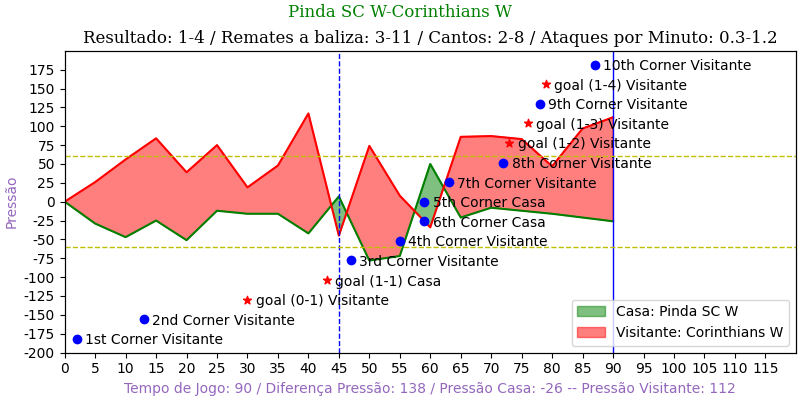 Pinda SC W-Corinthians W
Resultado: 1-4 / Remates a baliza: 3-11 / Cantos: 2-8 / Ataques por Minuto: 0.3-1.2
Pressão
175
150
125
100
75
50
25
0
-25
-50
-75
-100
-125
-150
-175
-200
10th Corner Visitante
goal (1-4) Visitante
9th Corner Visitante
goal (1-3) Visitante
goal (1-2) Visitante
8th Corner Visitante
7th Corner Visitante
5th Corner Casa
6th Corner Casa
4th Corner Visitante
3rd Corner Visitante
goal (1-1) Casa
goal (0-1) Visitante
2nd Corner Visitante
1st Corner Visitante
Casa: Pinda SC W
Visitante: Corinthians W
0 5 10 15 20 25 30 35 40 45 50 55 60 65 70 75 80 85 90 95 100 105 110 115
Tempo de Jogo: 90 / Diferença Pressão: 138 / Pressão Casa: -26 -- Pressão Visitante: 112